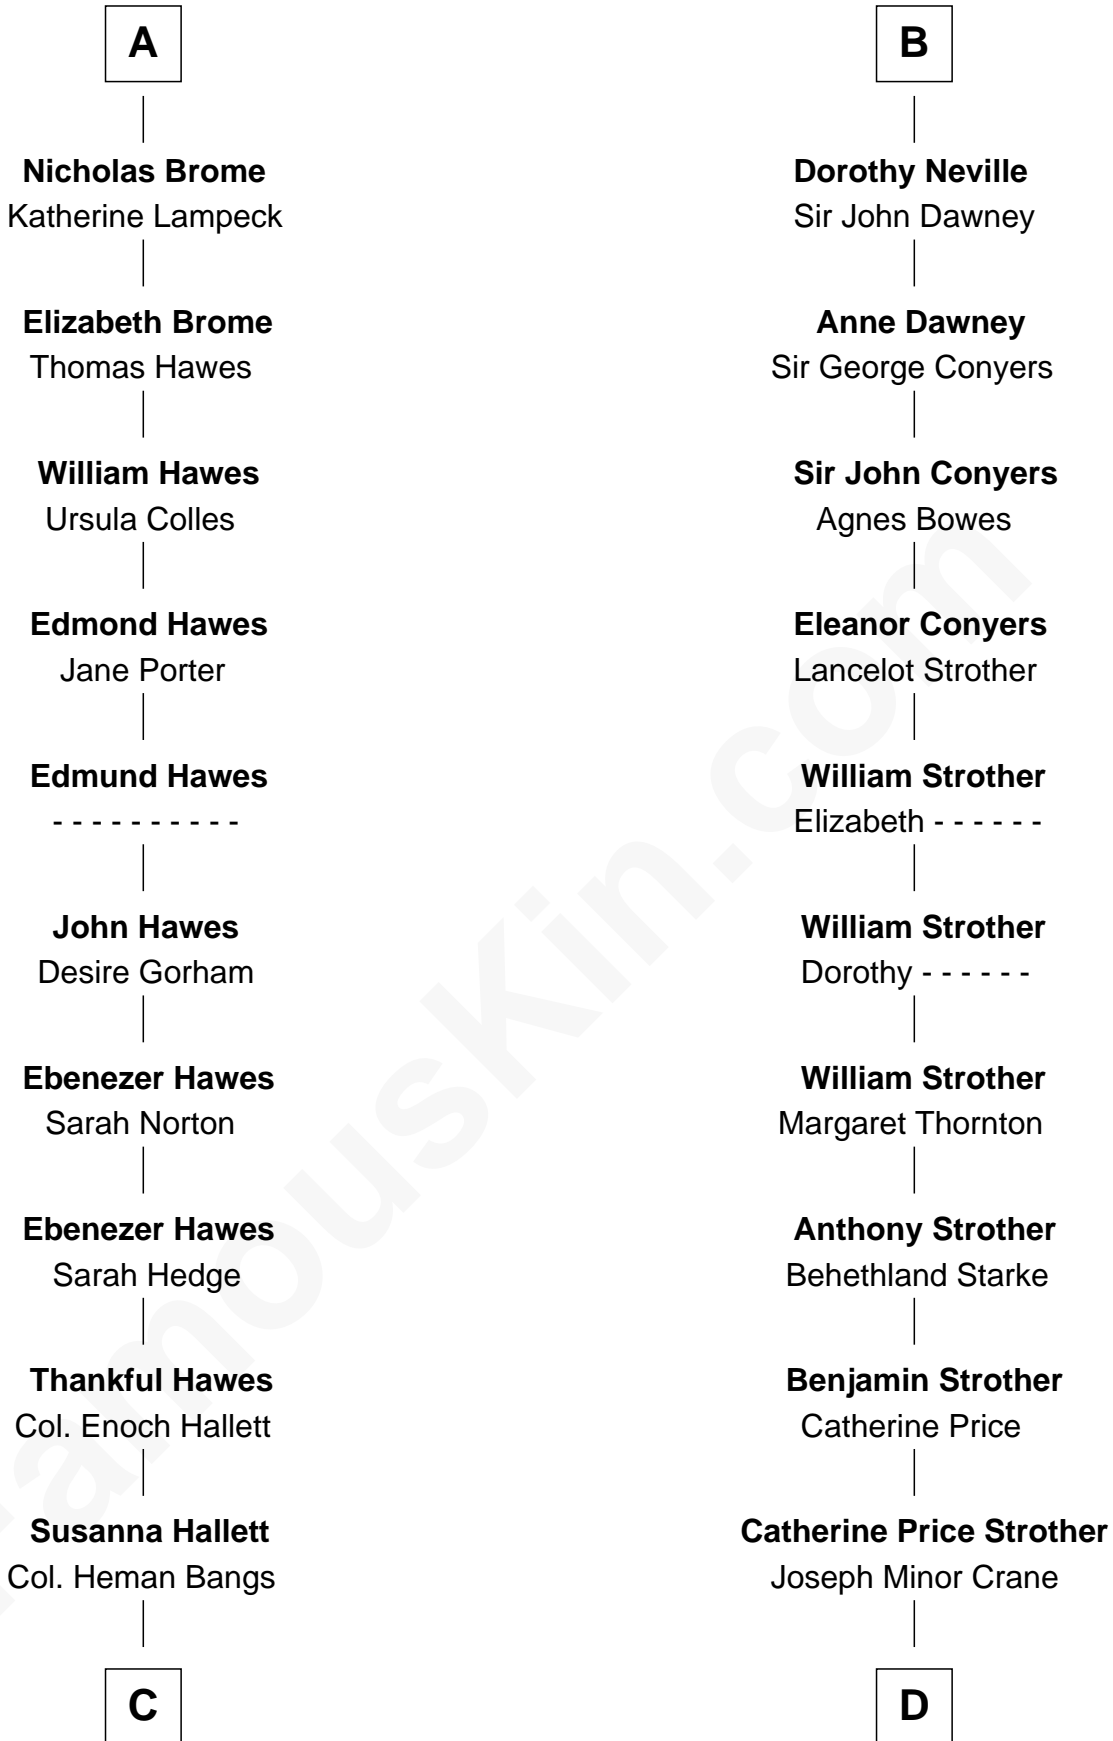 A
Nicholas Brome
Katherine Lampeck
Elizabeth Brome
Thomas Hawes
William Hawes
Ursula Colles
Edmond Hawes
Jane Porter
Edmund Hawes
- - - - - - - - - -
John Hawes
Desire Gorham
Ebenezer Hawes
Sarah Norton
Ebenezer Hawes
Sarah Hedge
Thankful Hawes
Col. Enoch Hallett
Susanna Hallett
Col. Heman Bangs
C
B
Dorothy Neville
Sir John Dawney
Anne Dawney
Sir George Conyers
Sir John Conyers
Agnes Bowes
Eleanor Conyers
Lancelot Strother
William Strother
Elizabeth - - - - - -
William Strother
Dorothy - - - - - -
William Strother
Margaret Thornton
Anthony Strother
Behethland Starke
Benjamin Strother
Catherine Price
Catherine Price Strother
Joseph Minor Crane
D
FamousKin.com